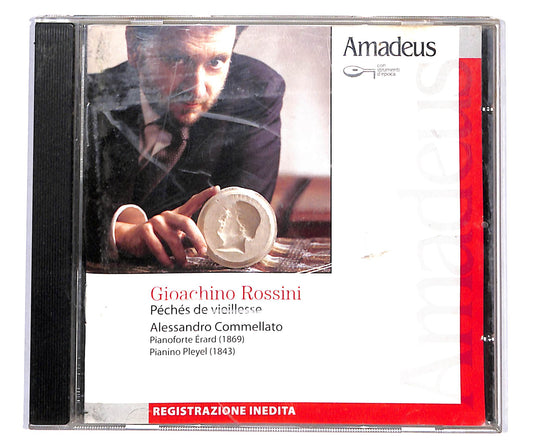 Amadeus
con
strumenti
d'epoca
Amadeus
Gioachino Rossini
Péchés de vieillesse
Alessandro Commellato
Pianoforte Érard (1869)
Pianino Pleyel (1843)
REGISTRAZIONE INEDITA